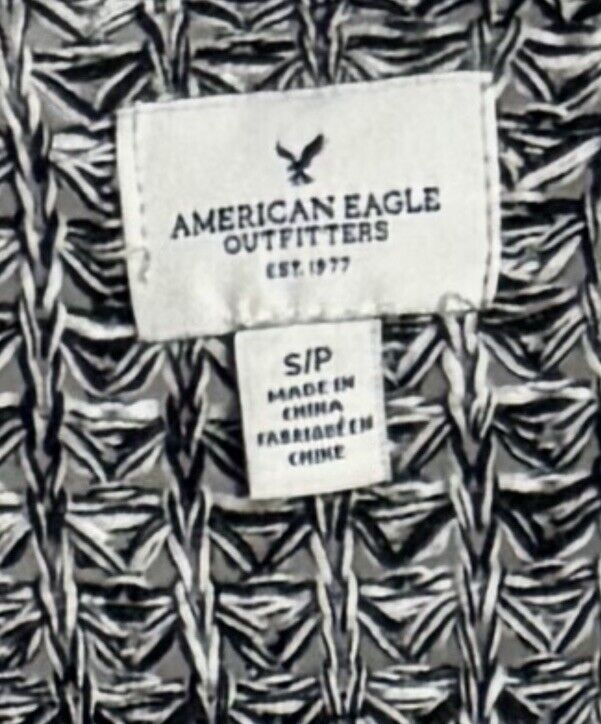 AMERICAN EAGLE
OUTFITTERS
EST. 1977
S/P
MADE IN
CHINA
FABRIQUÉ EN
CHINE